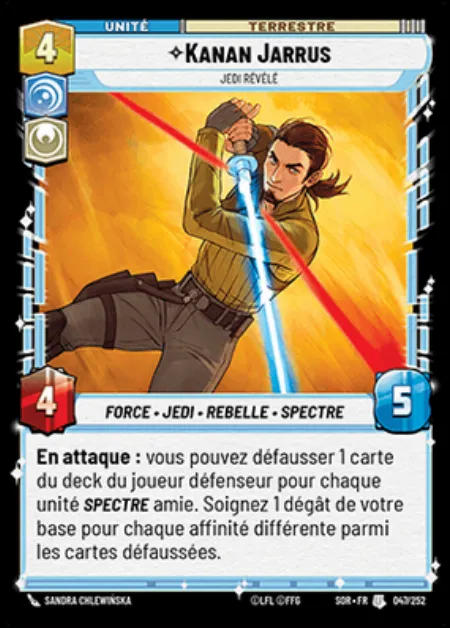 UNITÉ
TERRESTRE
4
✧KANAN JARRUS
JEDI RÉVÉLÉ
4
FORCE • JEDI • REBELLE • SPECTRE
5
En attaque : vous pouvez défausser 1 carte
du deck du joueur défenseur pour chaque
unité SPECTRE amie. Soignez 1 dégât de votre
base pour chaque affinité différente parmi
les cartes défaussées.
SANDRA CHLEWIŃSKA
©LFL ©FFG
SOR • FR
047/252